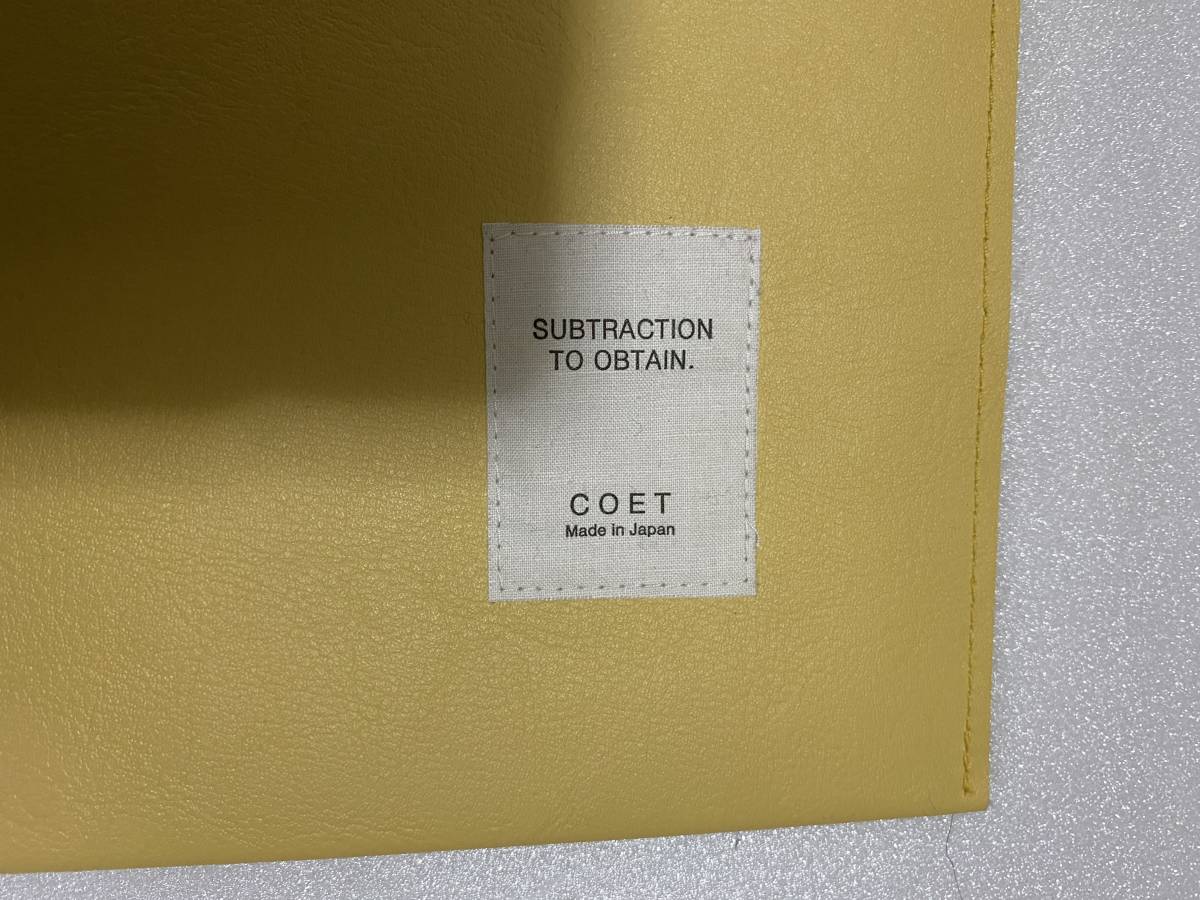 SUBTRACTION
TO OBTAIN.
COET
Made in Japan